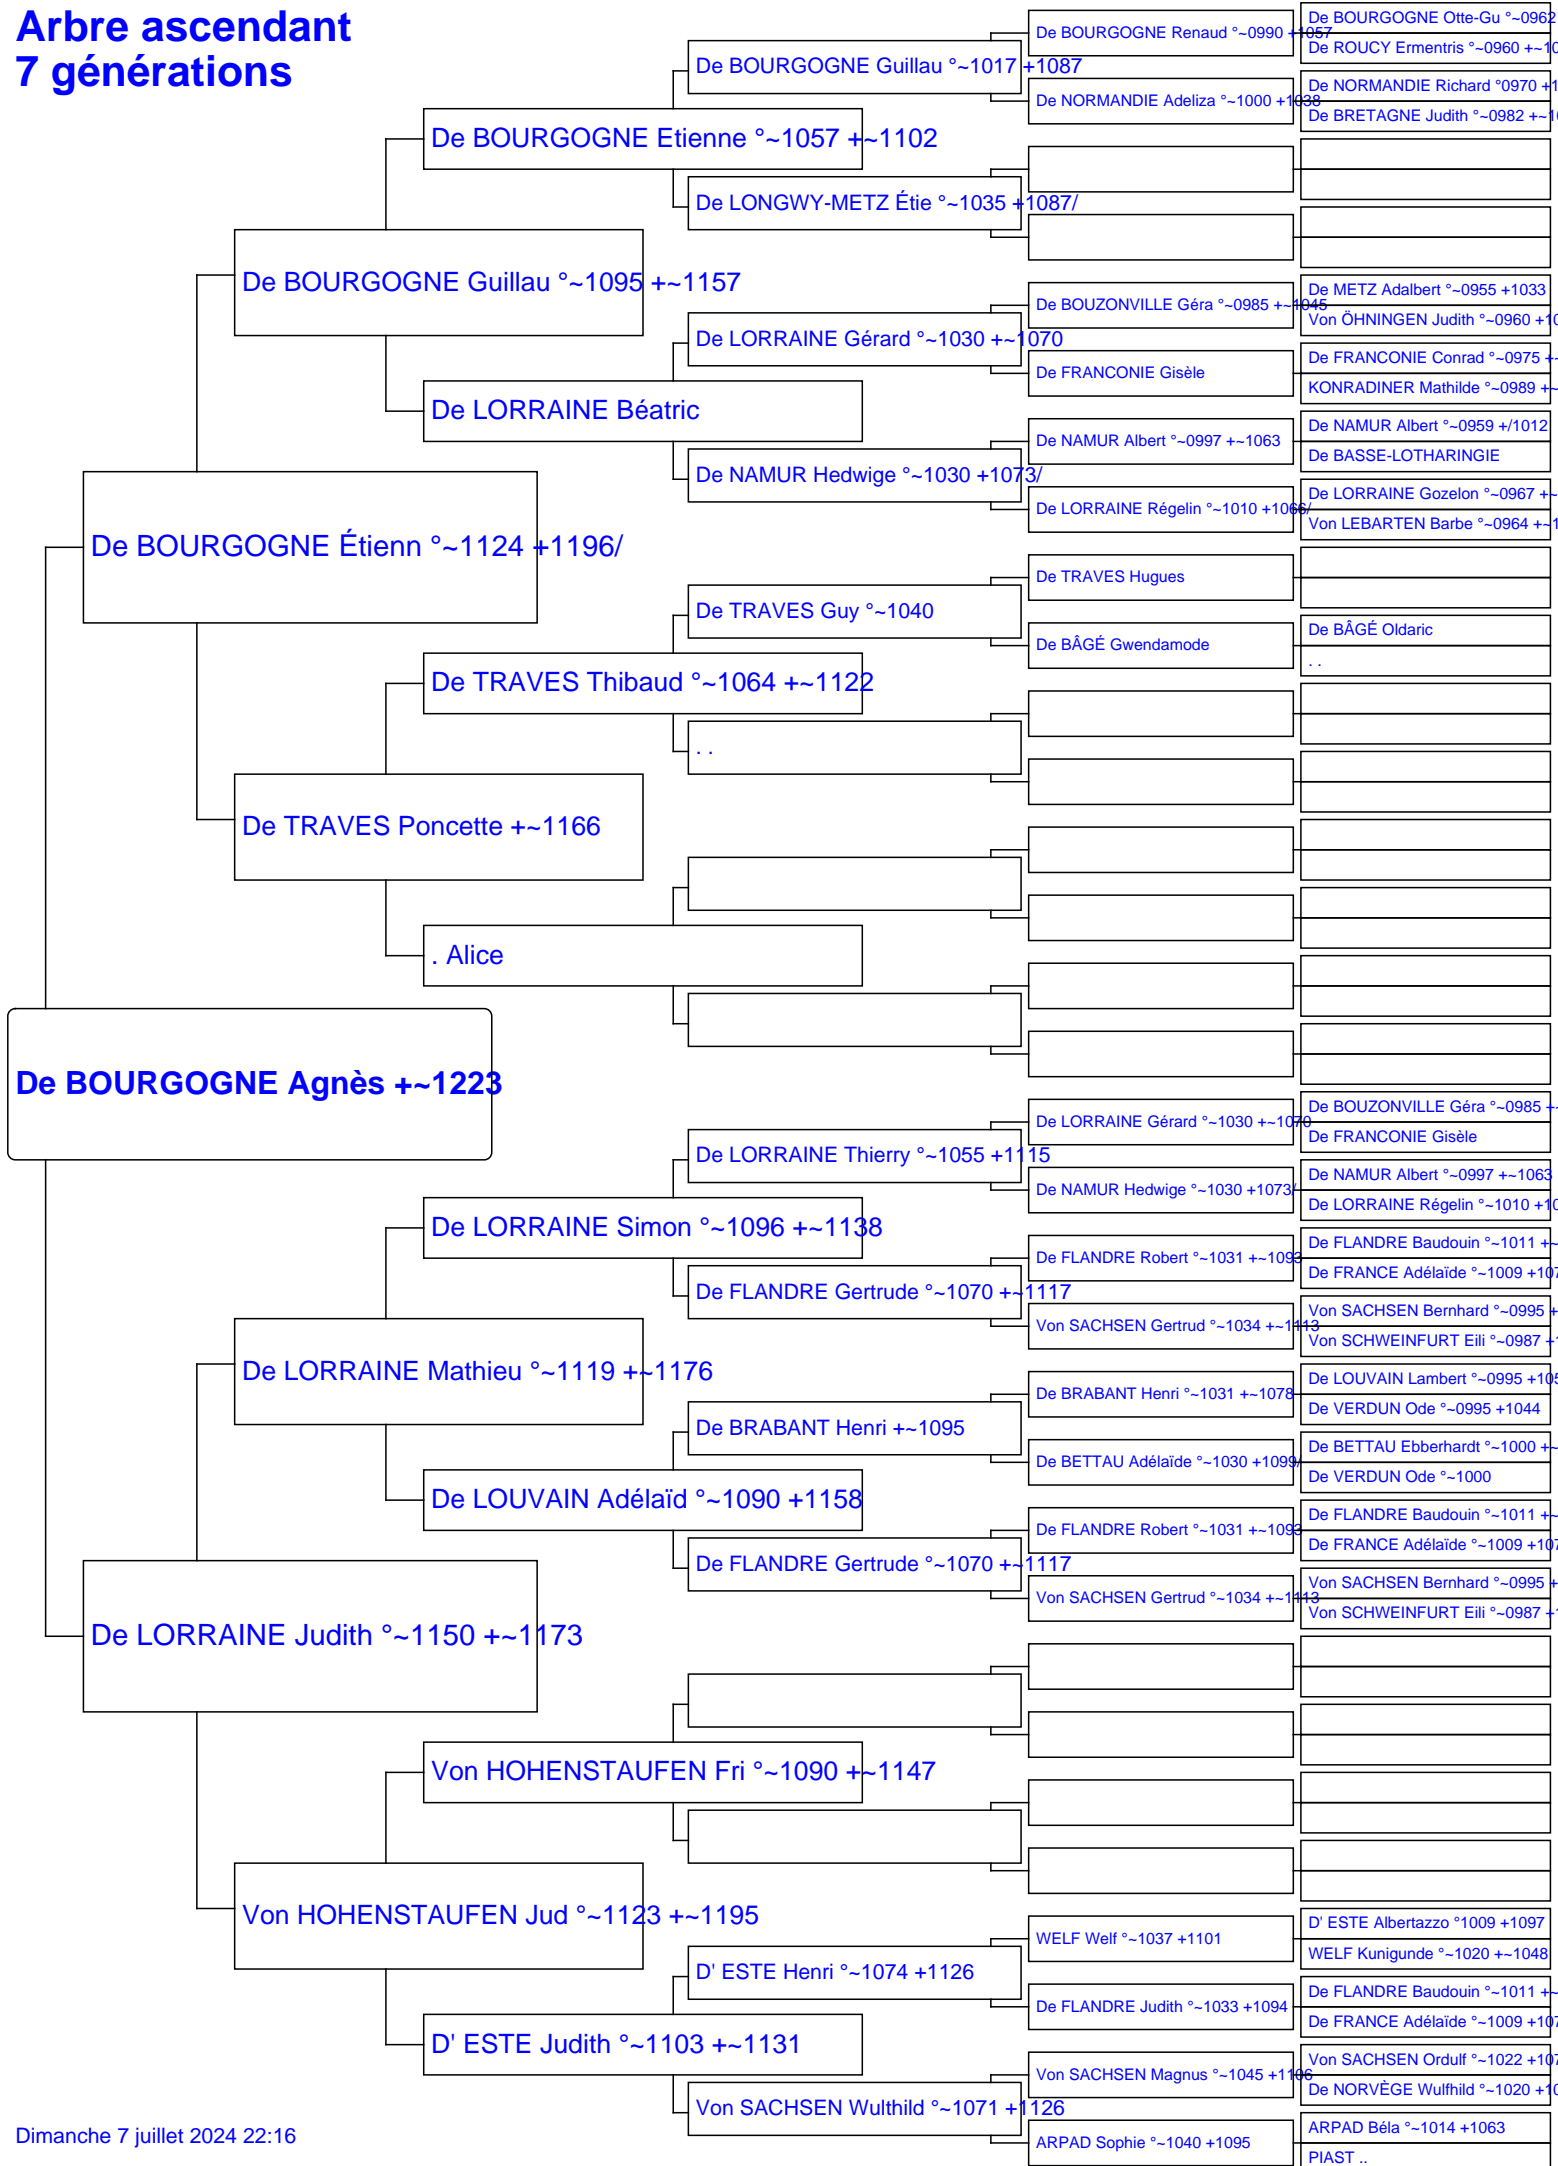 Arbre ascendant
7 générations
De BOURGOGNE Agnès +~1223
De BOURGOGNE Étienn °~1124 +1196/
De LORRAINE Judith °~1150 +~1173
De BOURGOGNE Guillau °~1095 +~1157
De TRAVES Poncette +~1166
De LORRAINE Mathieu °~1119 +~1176
Von HOHENSTAUFEN Jud °~1123 +~1195
De BOURGOGNE Etienne °~1057 +~1102
De LORRAINE Béatric
De TRAVES Thibaud °~1064 +~1122
. Alice
De LORRAINE Simon °~1096 +~1138
De LOUVAIN Adélaïd °~1090 +1158
Von HOHENSTAUFEN Fri °~1090 +~1147
D' ESTE Judith °~1103 +~1131
De BOURGOGNE Guillau °~1017 +1087
De LONGWY-METZ Étie °~1035 +1087/
De LORRAINE Gérard °~1030 +~1070
De NAMUR Hedwige °~1030 +1073/
De TRAVES Guy °~1040
. .
De LORRAINE Thierry °~1055 +1115
De FLANDRE Gertrude °~1070 +~1117
De BRABANT Henri +~1095
De FLANDRE Gertrude °~1070 +~1117
D' ESTE Henri °~1074 +1126
Von SACHSEN Wulthild °~1071 +1126
De BOURGOGNE Renaud °~0990 +1057
De NORMANDIE Adeliza °~1000 +1038
De BOUZONVILLE Géra °~0985 +~1045
De FRANCONIE Gisèle
De NAMUR Albert °~0997 +~1063
De LORRAINE Régelin °~1010 +1066/
De TRAVES Hugues
De BÂGÉ Gwendamode
De LORRAINE Gérard °~1030 +~1070
De NAMUR Hedwige °~1030 +1073/
De FLANDRE Robert °~1031 +~1093
Von SACHSEN Gertrud °~1034 +~1113
De BRABANT Henri °~1031 +~1078
De BETTAU Adélaïde °~1030 +1099/
De FLANDRE Robert °~1031 +~1093
Von SACHSEN Gertrud °~1034 +~1113
WELF Welf °~1037 +1101
De FLANDRE Judith °~1033 +1094
Von SACHSEN Magnus °~1045 +1106
ARPAD Sophie °~1040 +1095
De BOURGOGNE Otte-Gu °~0962
De ROUCY Ermentris °~0960 +~10
De NORMANDIE Richard °0970 +1
De BRETAGNE Judith °~0982 +~1
De METZ Adalbert °~0955 +1033
Von ÖHNINGEN Judith °~0960 +10
De FRANCONIE Conrad °~0975 +~
KONRADINER Mathilde °~0989 +~
De NAMUR Albert °~0959 +/1012
De BASSE-LOTHARINGIE
De LORRAINE Gozelon °~0967 +~
Von LEBARTEN Barbe °~0964 +~1
De BÂGÉ Oldaric
. .
De BOUZONVILLE Géra °~0985 +~
De FRANCONIE Gisèle
De NAMUR Albert °~0997 +~1063
De LORRAINE Régelin °~1010 +10
De FLANDRE Baudouin °~1011 +~
De FRANCE Adélaïde °~1009 +107
Von SACHSEN Bernhard °~0995 +
Von SCHWEINFURT Eili °~0987 +1
De LOUVAIN Lambert °~0995 +105
De VERDUN Ode °~0995 +1044
De BETTAU Ebberhardt °~1000 +~
De VERDUN Ode °~1000
De FLANDRE Baudouin °~1011 +~
De FRANCE Adélaïde °~1009 +107
Von SACHSEN Bernhard °~0995 +
Von SCHWEINFURT Eili °~0987 +1
D' ESTE Albertazzo °1009 +1097
WELF Kunigunde °~1020 +~1048
De FLANDRE Baudouin °~1011 +~
De FRANCE Adélaïde °~1009 +107
Von SACHSEN Ordulf °~1022 +107
De NORVÈGE Wulfhild °~1020 +10
ARPAD Béla °~1014 +1063
PIAST ..
Dimanche 7 juillet 2024 22:16